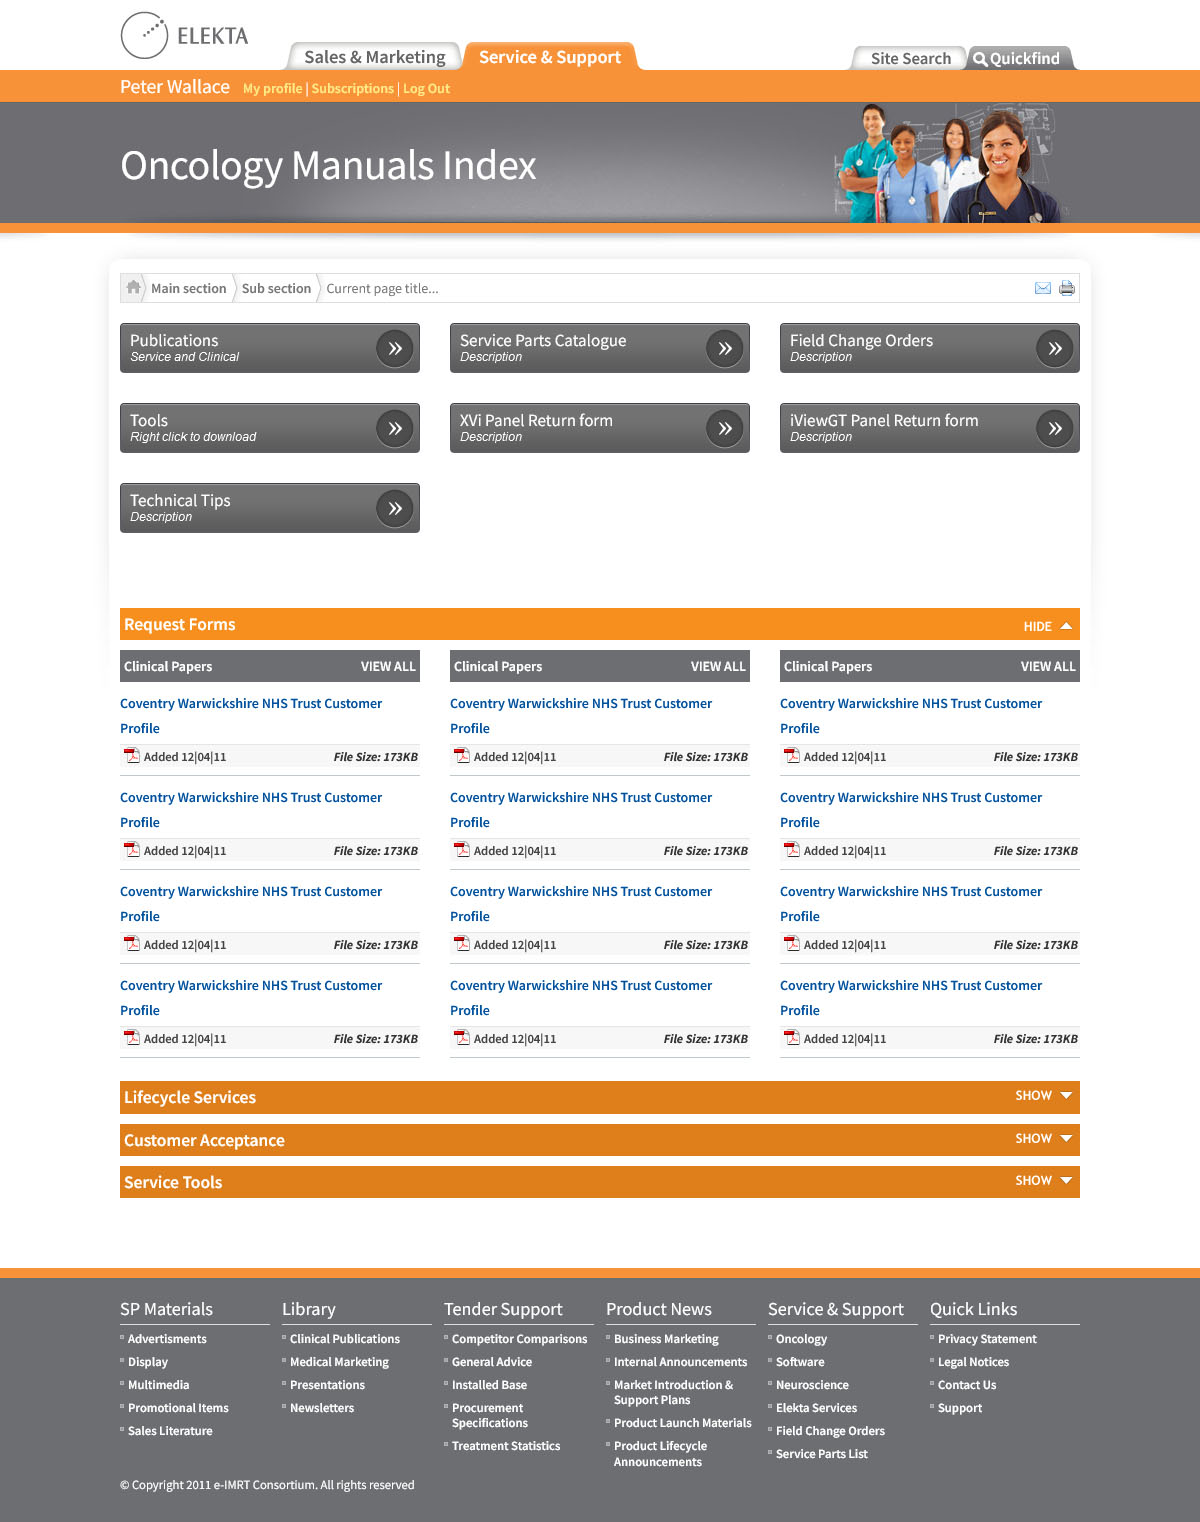 ELEKTA
Sales & Marketing
Service & Support
Site Search
Quickfind
Peter Wallace My profile | Subscriptions | Log Out
Oncology Manuals Index
Main section
Sub section
Current page title...
Publications
Service and Clinical
Service Parts Catalogue
Description
Field Change Orders
Description
Tools
Right click to download
XVi Panel Return form
Description
iViewGT Panel Return form
Description
Technical Tips
Description
Request Forms HIDE
Clinical Papers VIEW ALL
Coventry Warwickshire NHS Trust Customer
Profile
Added 12|04|11 File Size: 173KB
Coventry Warwickshire NHS Trust Customer
Profile
Added 12|04|11 File Size: 173KB
Coventry Warwickshire NHS Trust Customer
Profile
Added 12|04|11 File Size: 173KB
Coventry Warwickshire NHS Trust Customer
Profile
Added 12|04|11 File Size: 173KB
Clinical Papers VIEW ALL
Coventry Warwickshire NHS Trust Customer
Profile
Added 12|04|11 File Size: 173KB
Coventry Warwickshire NHS Trust Customer
Profile
Added 12|04|11 File Size: 173KB
Coventry Warwickshire NHS Trust Customer
Profile
Added 12|04|11 File Size: 173KB
Coventry Warwickshire NHS Trust Customer
Profile
Added 12|04|11 File Size: 173KB
Clinical Papers VIEW ALL
Coventry Warwickshire NHS Trust Customer
Profile
Added 12|04|11 File Size: 173KB
Coventry Warwickshire NHS Trust Customer
Profile
Added 12|04|11 File Size: 173KB
Coventry Warwickshire NHS Trust Customer
Profile
Added 12|04|11 File Size: 173KB
Coventry Warwickshire NHS Trust Customer
Profile
Added 12|04|11 File Size: 173KB
Lifecycle Services SHOW
Customer Acceptance SHOW
Service Tools SHOW
SP Materials
Advertisments
Display
Multimedia
Promotional Items
Sales Literature
Library
Clinical Publications
Medical Marketing
Presentations
Newsletters
Tender Support
Competitor Comparisons
General Advice
Installed Base
Procurement
Specifications
Treatment Statistics
Product News
Business Marketing
Internal Announcements
Market Introduction &
Support Plans
Product Launch Materials
Product Lifecycle
Announcements
Service & Support
Oncology
Software
Neuroscience
Elekta Services
Field Change Orders
Service Parts List
Quick Links
Privacy Statement
Legal Notices
Contact Us
Support
© Copyright 2011 e-IMRT Consortium. All rights reserved